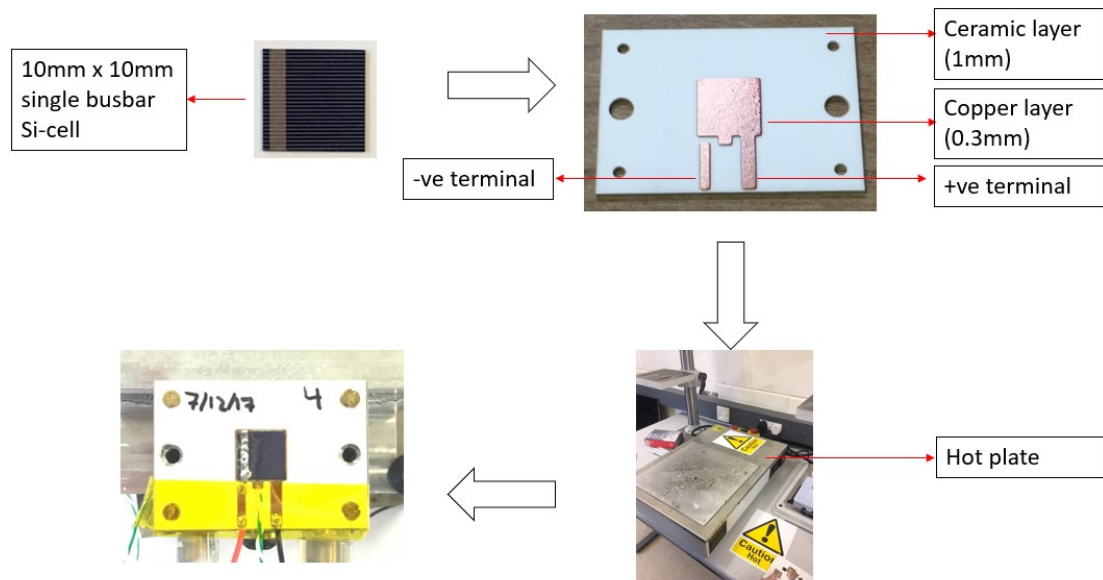 10mm x 10mm
single busbar
Si-cell
Ceramic layer
(1mm)
Copper layer
(0.3mm)
-ve terminal
+ve terminal
7/12/17
4
Caution
Hot
Hot plate